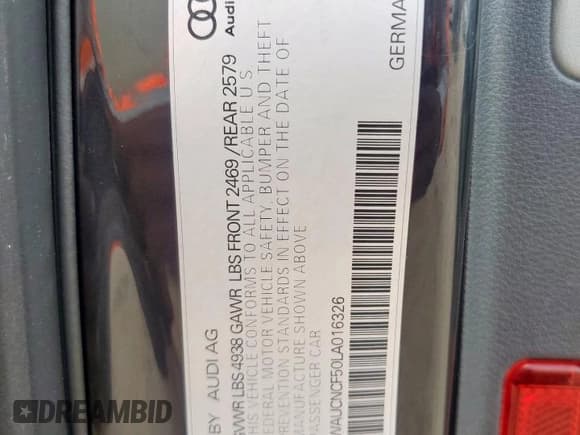 Audi
BY AUDI AG
GERMA
GVWR LBS 4938 GAWR LBS FRONT 2469 / REAR 2579
THIS VEHICLE CONFORMS TO ALL APPLICABLE U S
FEDERAL MOTOR VEHICLE SAFETY, BUMPER AND THEFT
PREVENTION STANDARDS IN EFFECT ON THE DATE OF
MANUFACTURE SHOWN ABOVE
PASSENGER CAR
WAUCNCF50LA016326
DREAMBID